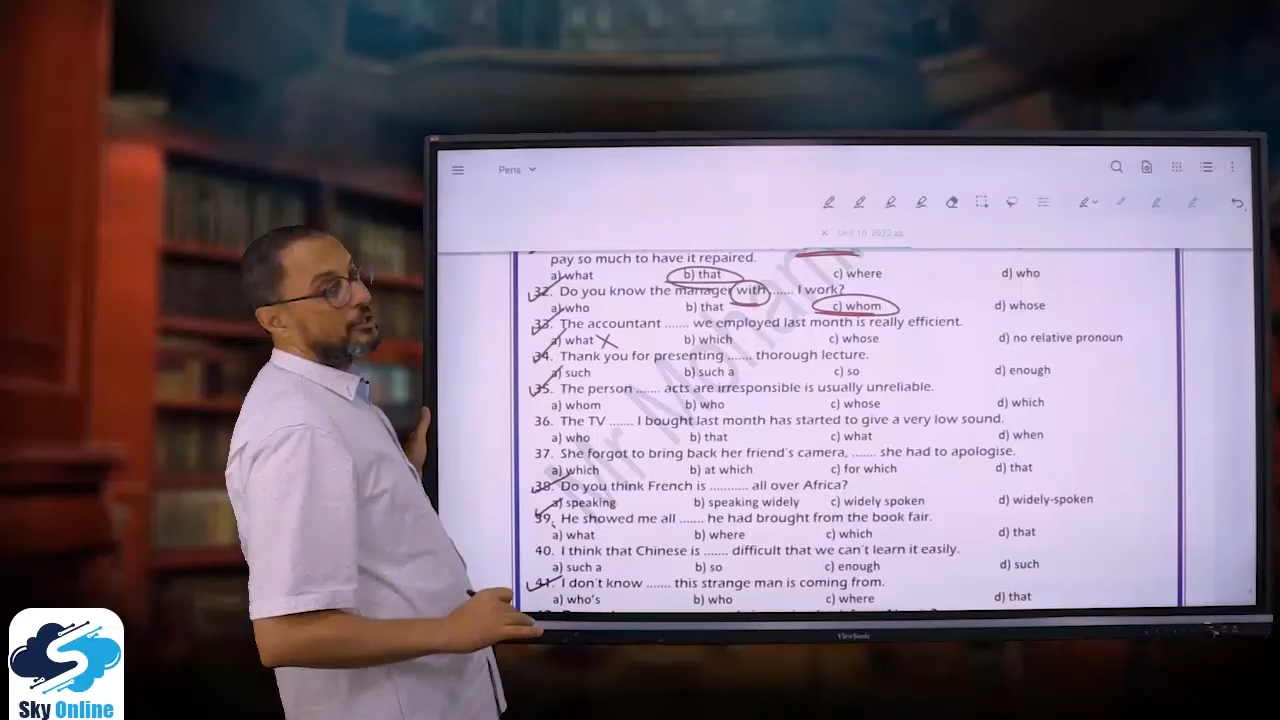 Pens
Unit 10 2022
pay so much to have it repaired.
a) what b) that c) where d) who
32. Do you know the manager with ....... I work?
a) who b) that c) whom d) whose
33. The accountant ....... we employed last month is really efficient.
a) what b) which c) whose d) no relative pronoun
34. Thank you for presenting ....... thorough lecture.
a) such b) such a c) so d) enough
35. The person ....... acts are irresponsible is usually unreliable.
a) whom b) who c) whose d) which
36. The TV ....... I bought last month has started to give a very low sound.
a) who b) that c) what d) when
37. She forgot to bring back her friend's camera, ....... she had to apologise.
a) which b) at which c) for which d) that
38. Do you think French is .......... all over Africa?
a) speaking b) speaking widely c) widely spoken d) widely-spoken
39. He showed me all ....... he had brought from the book fair.
a) what b) where c) which d) that
40. I think that Chinese is ....... difficult that we can't learn it easily.
a) such a b) so c) enough d) such
41. I don't know ....... this strange man is coming from.
a) who's b) who c) where d) that
ViewSonic
Sky Online